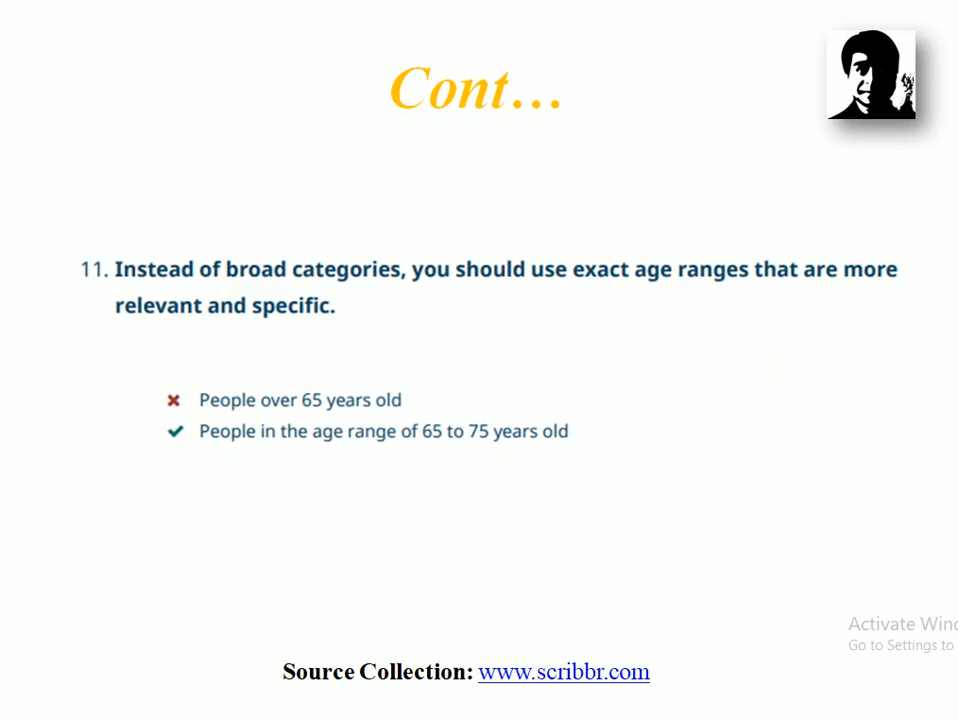 Cont…
11. Instead of broad categories, you should use exact age ranges that are more
relevant and specific.
✖ People over 65 years old
✔ People in the age range of 65 to 75 years old
Activate Wind
Go to Settings to
Source Collection: www.scribbr.com